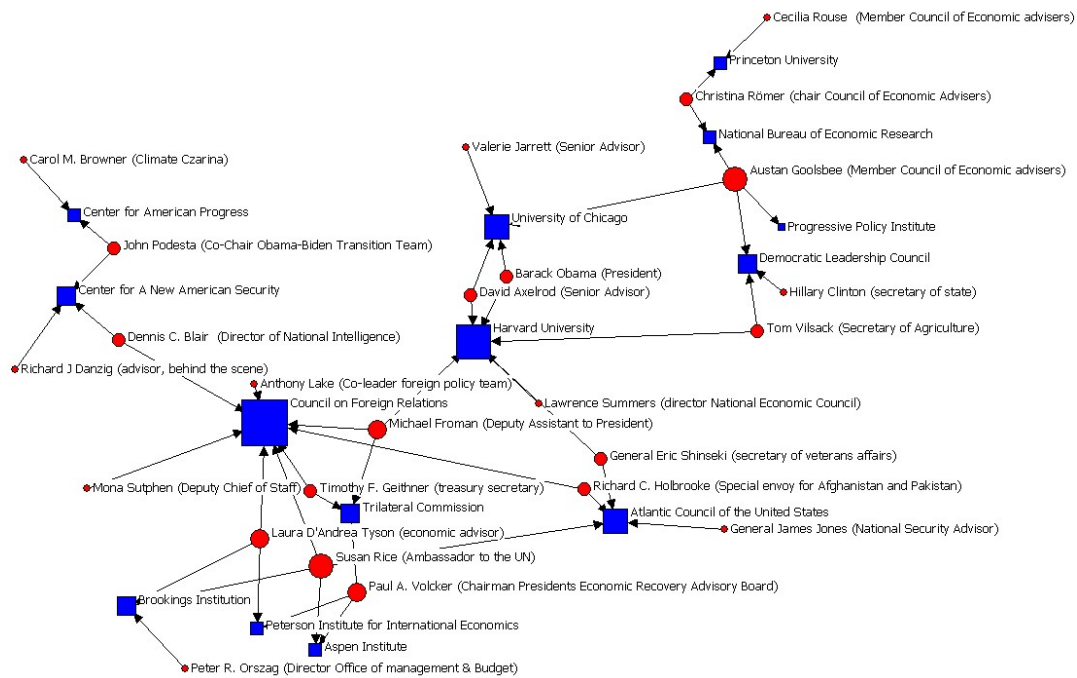 Cecilia Rouse (Member Council of Economic advisers)
Princeton University
Christina Römer (chair Council of Economic Advisers)
National Bureau of Economic Research
Valerie Jarrett (Senior Advisor)
Carol M. Browner (Climate Czarina)
Austan Goolsbee (Member Council of Economic advisers)
Center for American Progress
University of Chicago
Progressive Policy Institute
John Podesta (Co-Chair Obama-Biden Transition Team)
Democratic Leadership Council
Barack Obama (President)
Center for A New American Security
David Axelrod (Senior Advisor)
Hillary Clinton (secretary of state)
Harvard University
Tom Vilsack (Secretary of Agriculture)
Dennis C. Blair (Director of National Intelligence)
Richard J Danzig (advisor, behind the scene)
Anthony Lake (Co-leader foreign policy team)
Council on Foreign Relations
Lawrence Summers (director National Economic Council)
Michael Froman (Deputy Assistant to President)
General Eric Shinseki (secretary of veterans affairs)
Mona Sutphen (Deputy Chief of Staff)
Timothy F. Geithner (treasury secretary)
Richard C. Holbrooke (Special envoy for Afghanistan and Pakistan)
Trilateral Commission
Atlantic Council of the United States
General James Jones (National Security Advisor)
Laura D'Andrea Tyson (economic advisor)
Susan Rice (Ambassador to the UN)
Paul A. Volcker (Chairman Presidents Economic Recovery Advisory Board)
Brookings Institution
Peterson Institute for International Economics
Aspen Institute
Peter R. Orszag (Director Office of management & Budget)